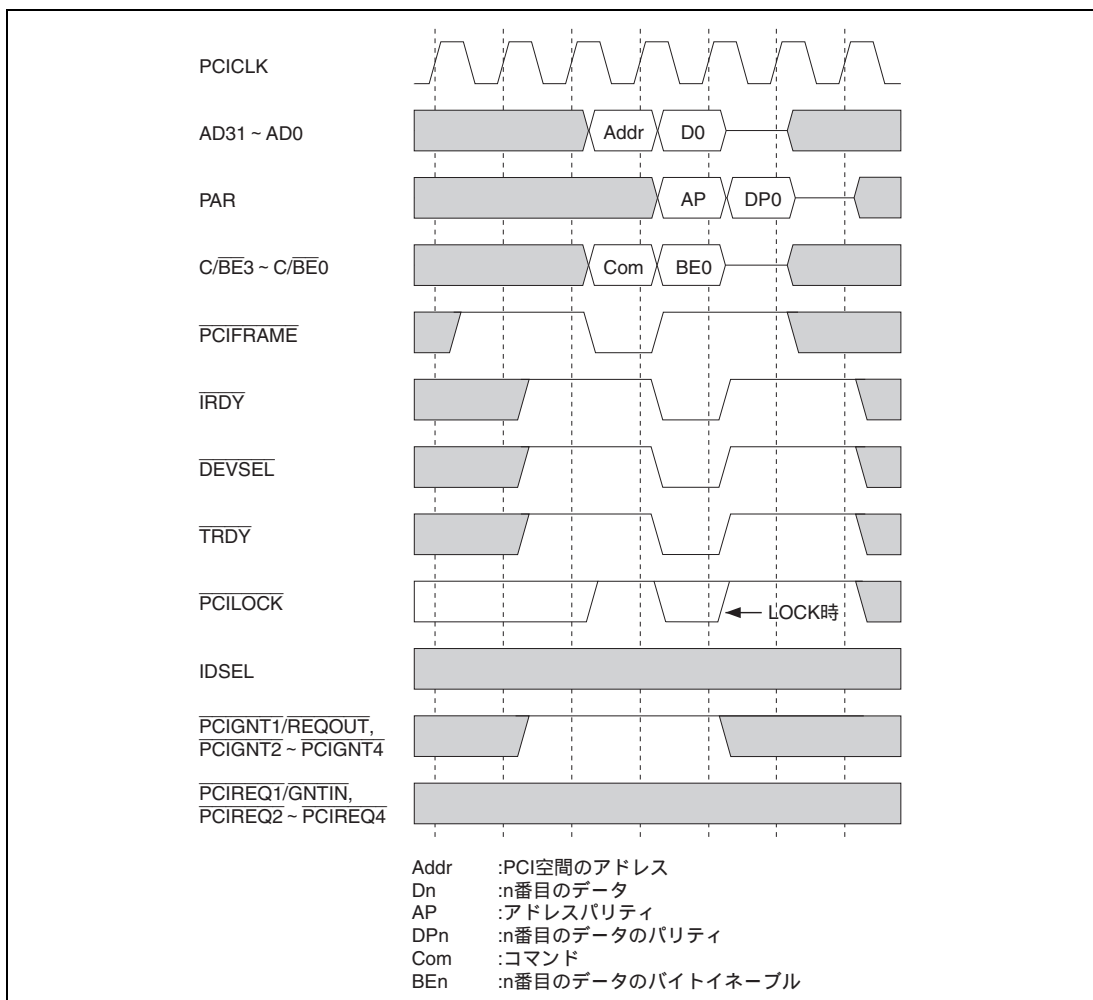 PCICLK
AD31 ~ AD0
Addr
D0
PAR
AP
DP0
C/BE3 ~ C/BE0
Com
BE0
PCIFRAME
IRDY
DEVSEL
TRDY
PCILOCK
LOCK時
IDSEL
PCIGNT1/REQOUT,
PCIGNT2 ~ PCIGNT4
PCIREQ1/GNTIN,
PCIREQ2 ~ PCIREQ4
Addr :PCI空間のアドレス
Dn :n番目のデータ
AP :アドレスパリティ
DPn :n番目のデータのパリティ
Com :コマンド
BEn :n番目のデータのバイトイネーブル